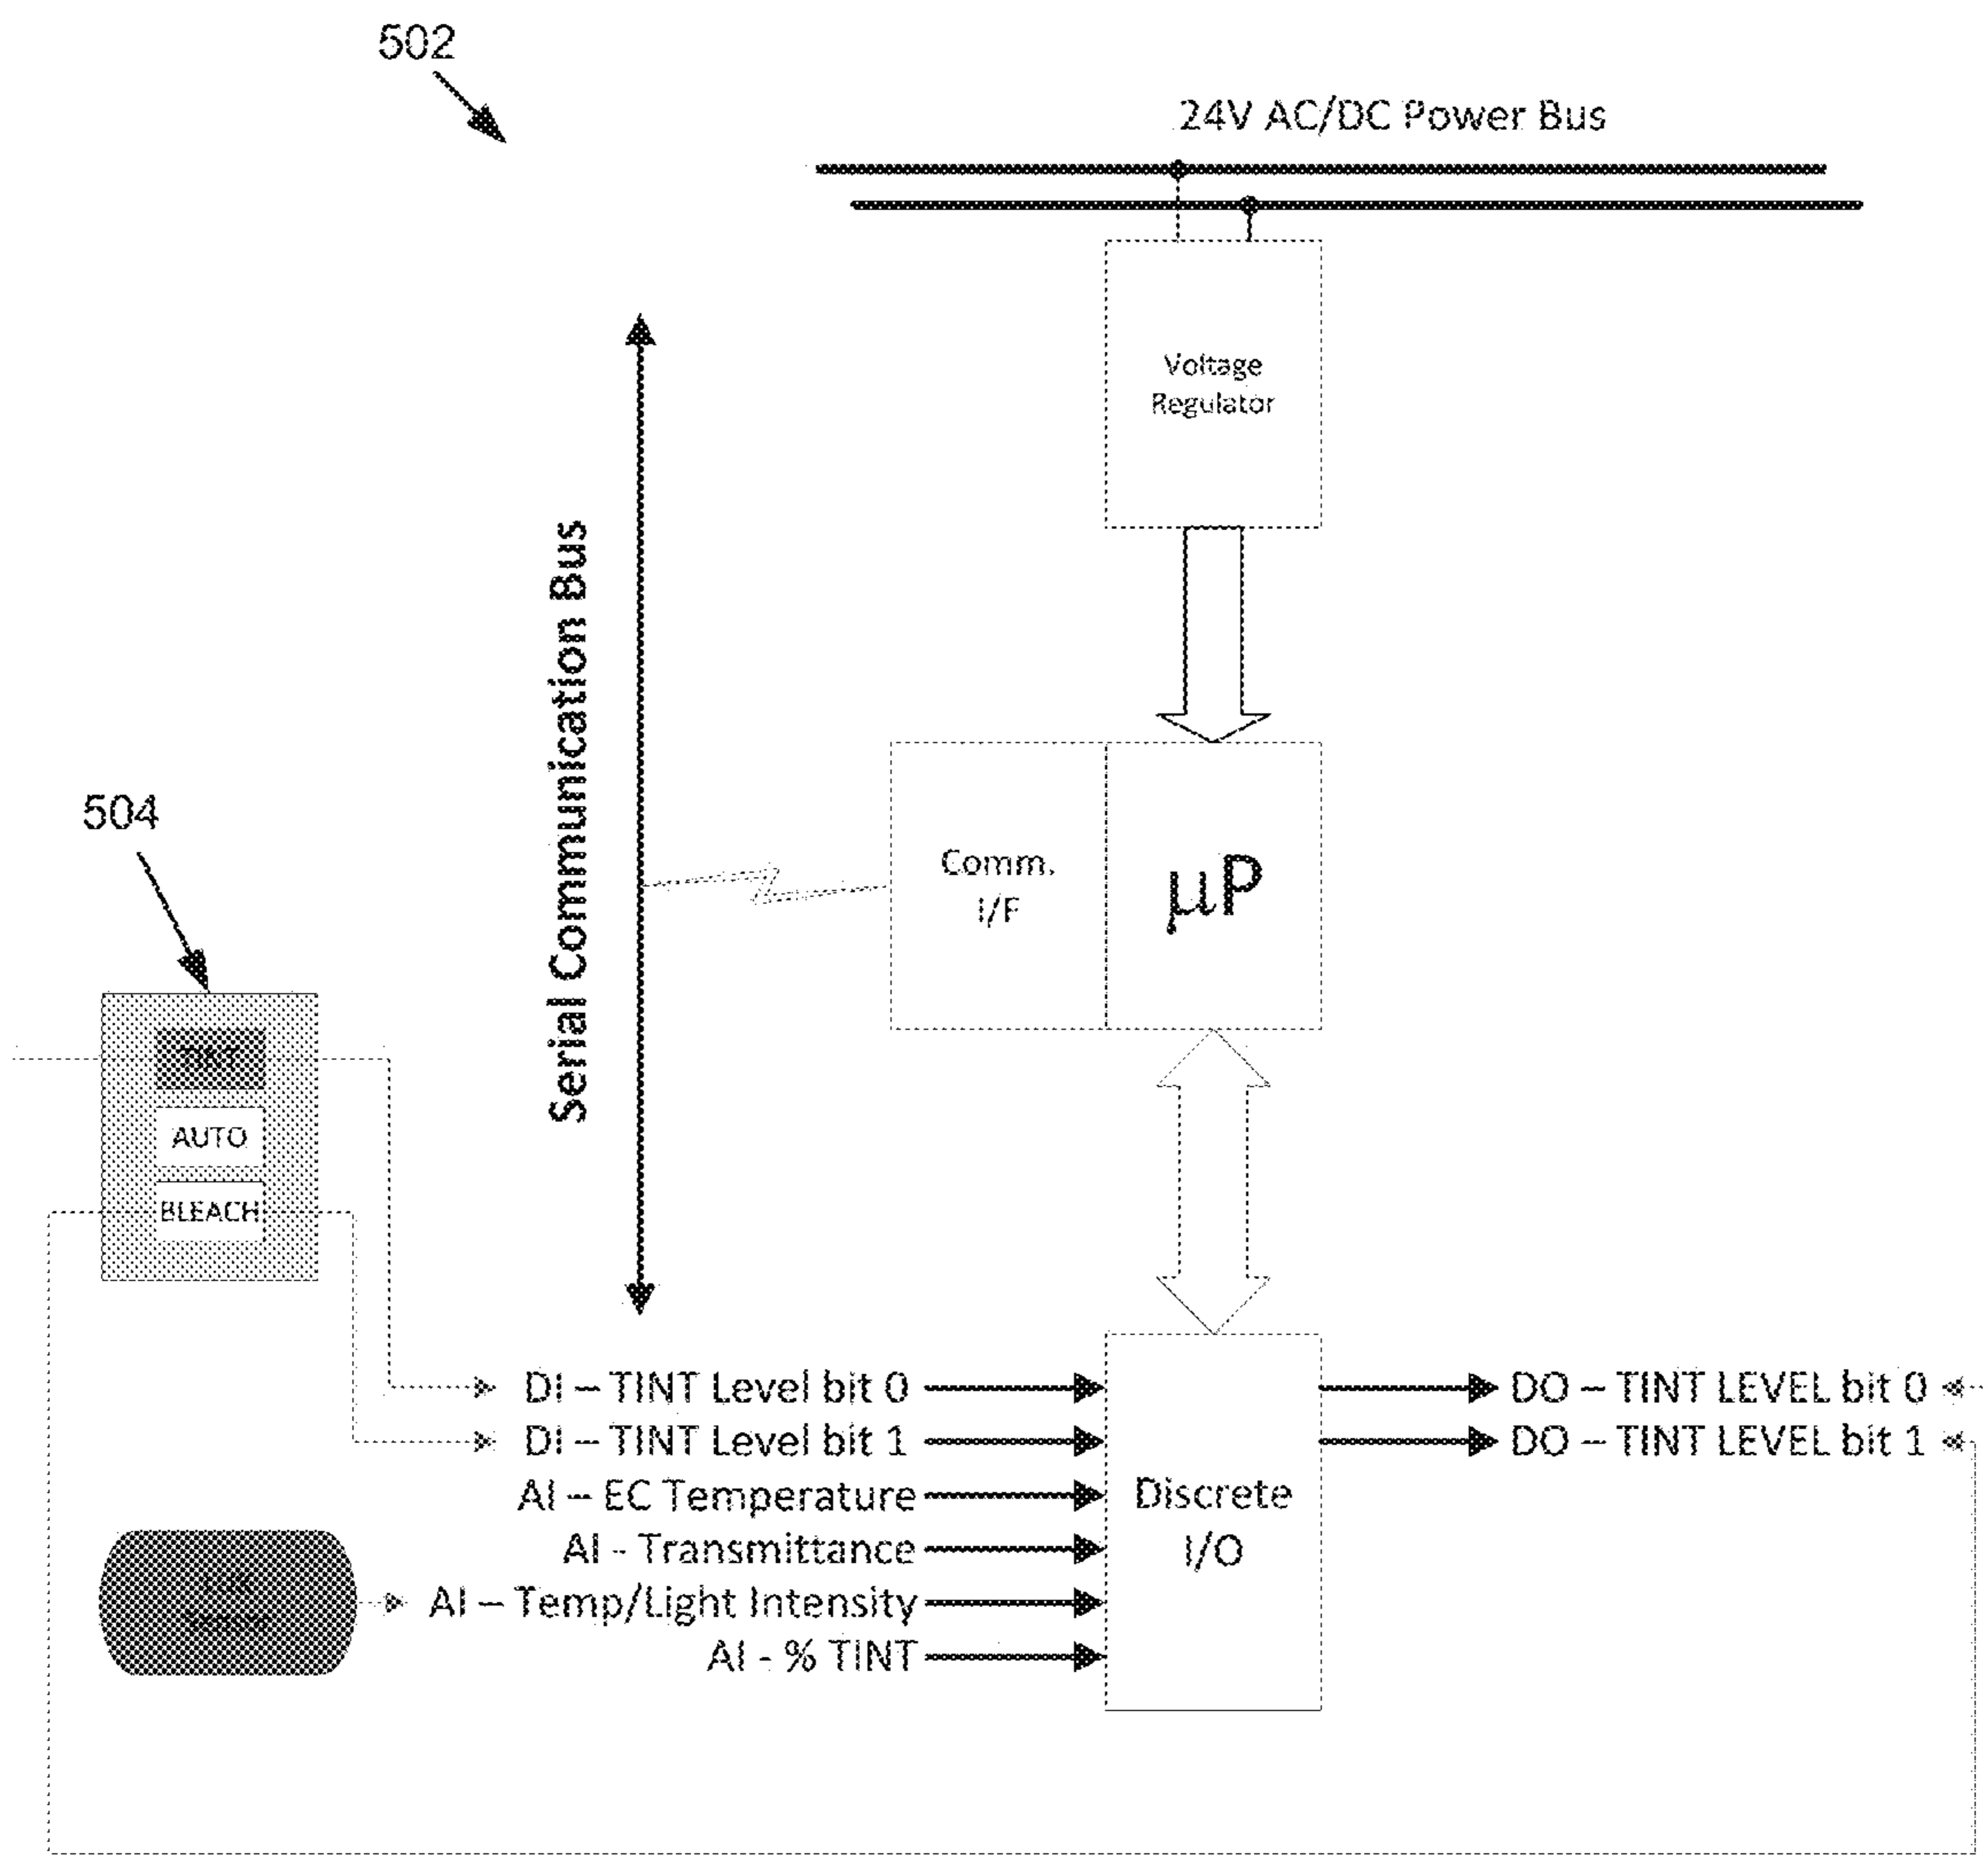 502
24V AC/DC Power Bus
Voltage
Regulator
Serial Communication Bus
504
Comm.
I/F
µP
TINT
AUTO
BLEACH
DI – TINT Level bit 0
DO – TINT LEVEL bit 0
DI – TINT Level bit 1
DO – TINT LEVEL bit 1
AI – EC Temperature
Discrete
I/O
AI - Transmittance
AI – Temp/Light Intensity
AI - % TINT